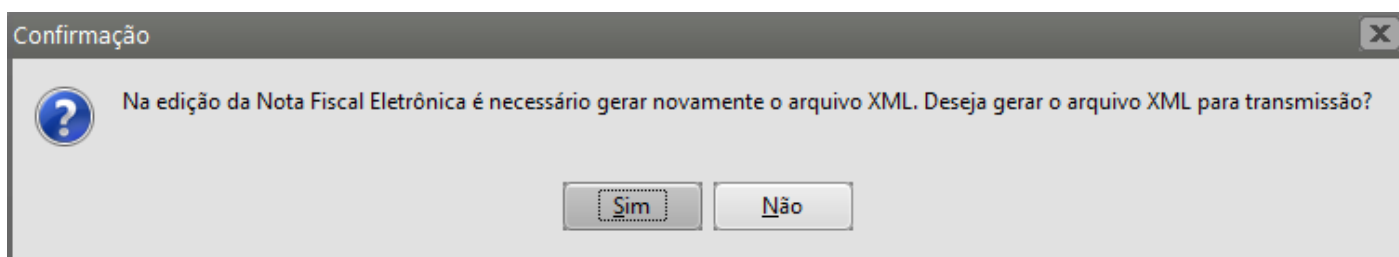 Confirmação
Na edição da Nota Fiscal Eletrônica é necessário gerar novamente o arquivo XML. Deseja gerar o arquivo XML para transmissão?
Sim
Não